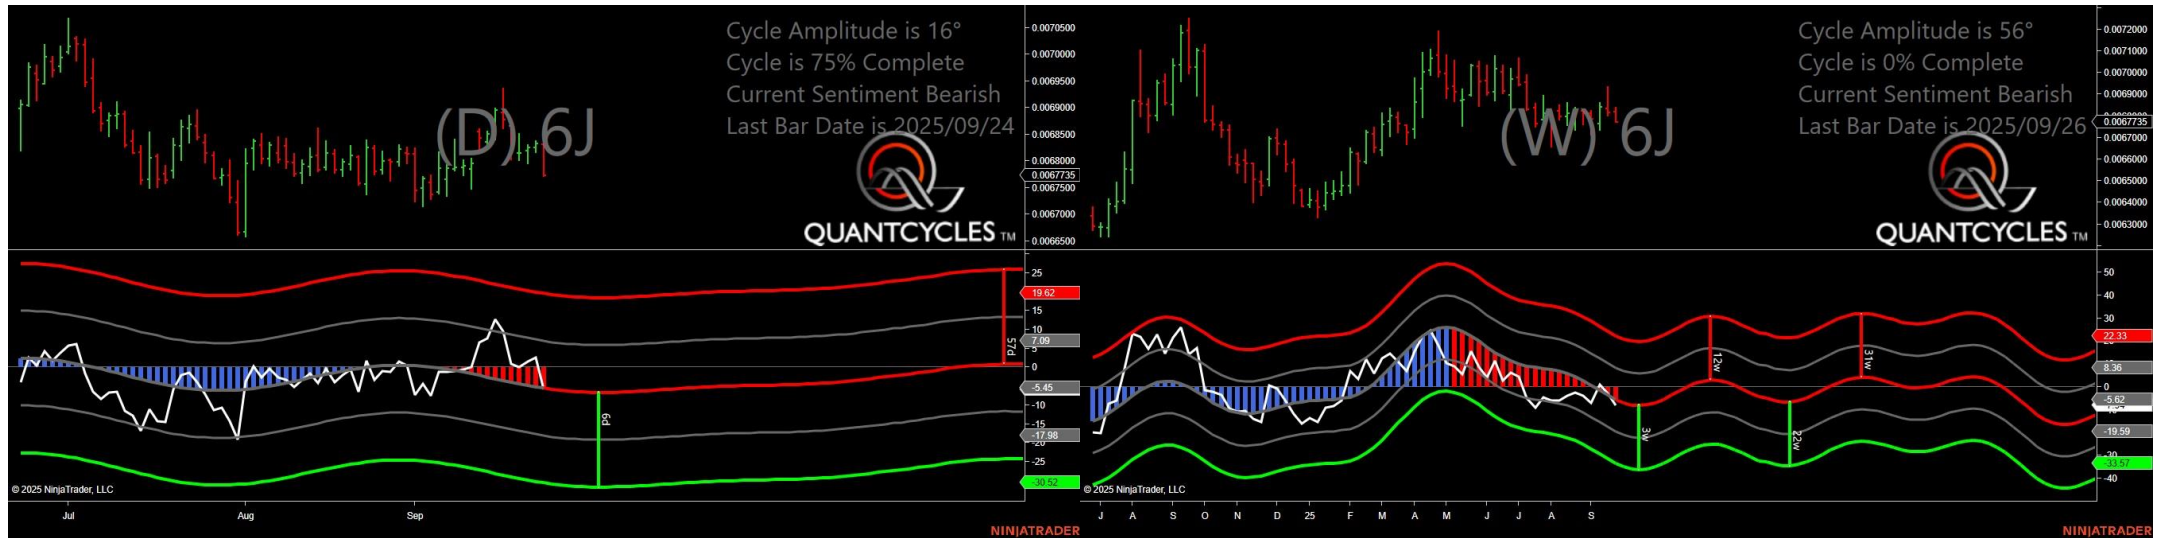 Cycle Amplitude is 16°
Cycle is 75% Complete
Current Sentiment Bearish
Last Bar Date is 2025/09/24
(D) 6J
QUANTCYCLES TM
0.0070500
0.0070000
0.0069500
0.0069000
0.0068500
0.0068000
0.0067735
0.0067500
0.0067000
0.0066500
25
19.62
15
10
7.09
5
0
-5.45
-10
-15
-17.98
-20
-25
-30.52
57d
6d
© 2025 NinjaTrader, LLC
Jul
Aug
Sep
NINJATRADER
Cycle Amplitude is 56°
Cycle is 0% Complete
Current Sentiment Bearish
Last Bar Date is 2025/09/26
(W) 6J
QUANTCYCLES TM
0.0072000
0.0071000
0.0070000
0.0069000
0.0067735
0.0067000
0.0066000
0.0065000
0.0064000
0.0063000
50
40
30
22.33
8.36
0
-5.62
-19.59
-30
-33.57
-40
12w
31w
3w
22w
© 2025 NinjaTrader, LLC
J
A
S
O
N
D
25
F
M
A
M
J
J
A
S
NINJATRADER